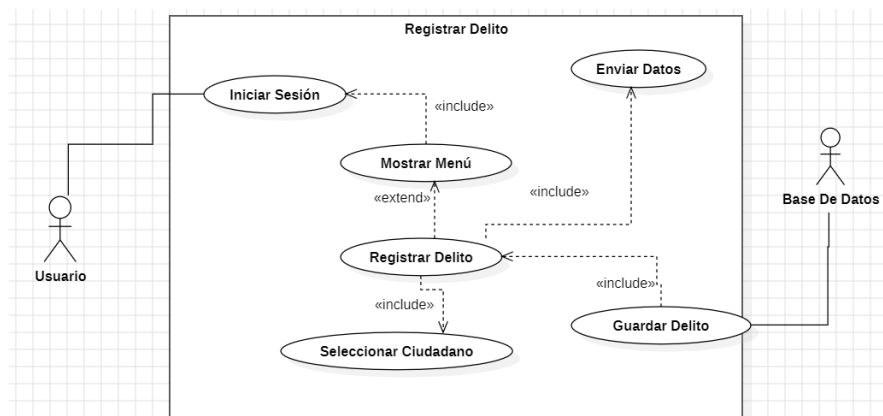 Registrar Delito
Enviar Datos
Iniciar Sesión
«include»
Mostrar Menú
«extend»
«include»
Base De Datos
Usuario
Registrar Delito
«include»
«include»
Guardar Delito
Seleccionar Ciudadano